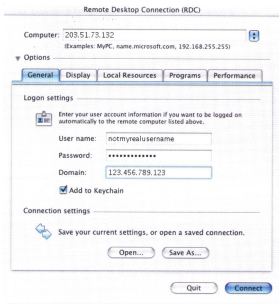 Remote Desktop Connection (RDC)
Computer: 203.51.73.132
(Examples: MyPC, name.microsoft.com, 192.168.255.255)
Options
General Display Local Resources Programs Performance
Logon settings
Enter your user account information if you want to be logged on
automatically to the remote computer listed above.
User name: notmyrealusername
Password: •••••••••••••
Domain: 123.456.789.123
Add to Keychain
Connection settings
Save your current settings, or open a saved connection.
Open... Save As...
Quit Connect